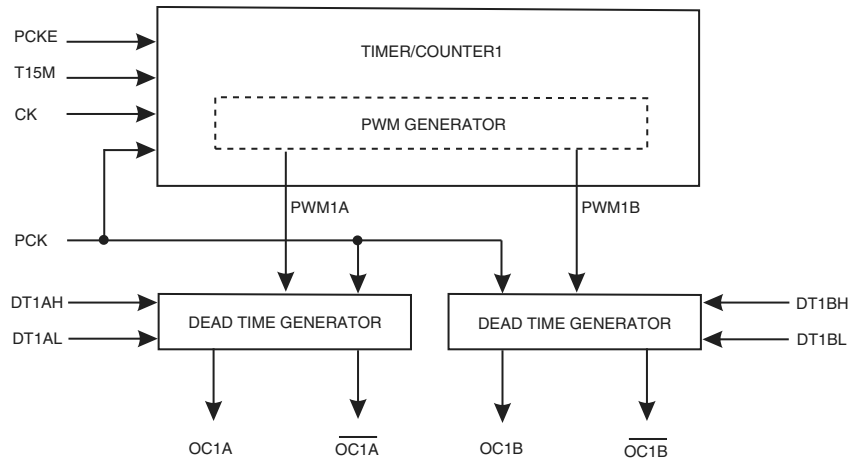 PCKE
TIMER/COUNTER1
T15M
CK
PWM GENERATOR
PWM1A
PWM1B
PCK
DT1AH
DT1BH
DEAD TIME GENERATOR
DEAD TIME GENERATOR
DT1AL
DT1BL
OC1A
OC1A
OC1B
OC1B